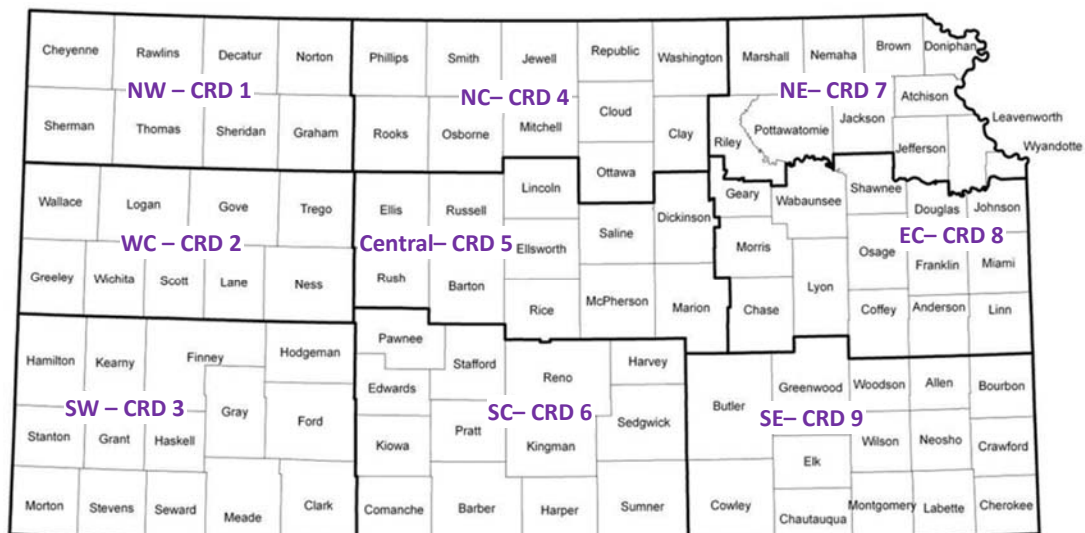 Cheyenne Rawlins Decatur Norton Phillips Smith Jewell Republic Washington Marshall Nemaha Brown Doniphan
NW – CRD 1 NC– CRD 4 NE– CRD 7
Atchison
Sherman Thomas Sheridan Graham Rooks Osborne Mitchell Cloud Clay Riley Pottawatomie Jackson Jefferson Leavenworth
Wyandotte
Ottawa
Lincoln
Wallace Logan Gove Trego Ellis Russell Dickinson Geary Wabaunsee Shawnee Douglas Johnson
WC – CRD 2 Central– CRD 5 EC– CRD 8
Ellsworth Saline Morris Osage Franklin Miami
Greeley Wichita Scott Lane Ness Rush Barton Rice McPherson Marion Chase Lyon Coffey Anderson Linn
Hamilton Kearny Finney Hodgeman Pawnee Stafford Reno Harvey
Edwards Greenwood Woodson Allen Bourbon
SW – CRD 3 SC– CRD 6 SE– CRD 9
Gray Ford Sedgwick Butler
Stanton Grant Haskell Kiowa Pratt Kingman Wilson Neosho Crawford
Elk
Morton Stevens Seward Meade Clark Comanche Barber Harper Sumner Cowley Chautauqua Montgomery Labette Cherokee